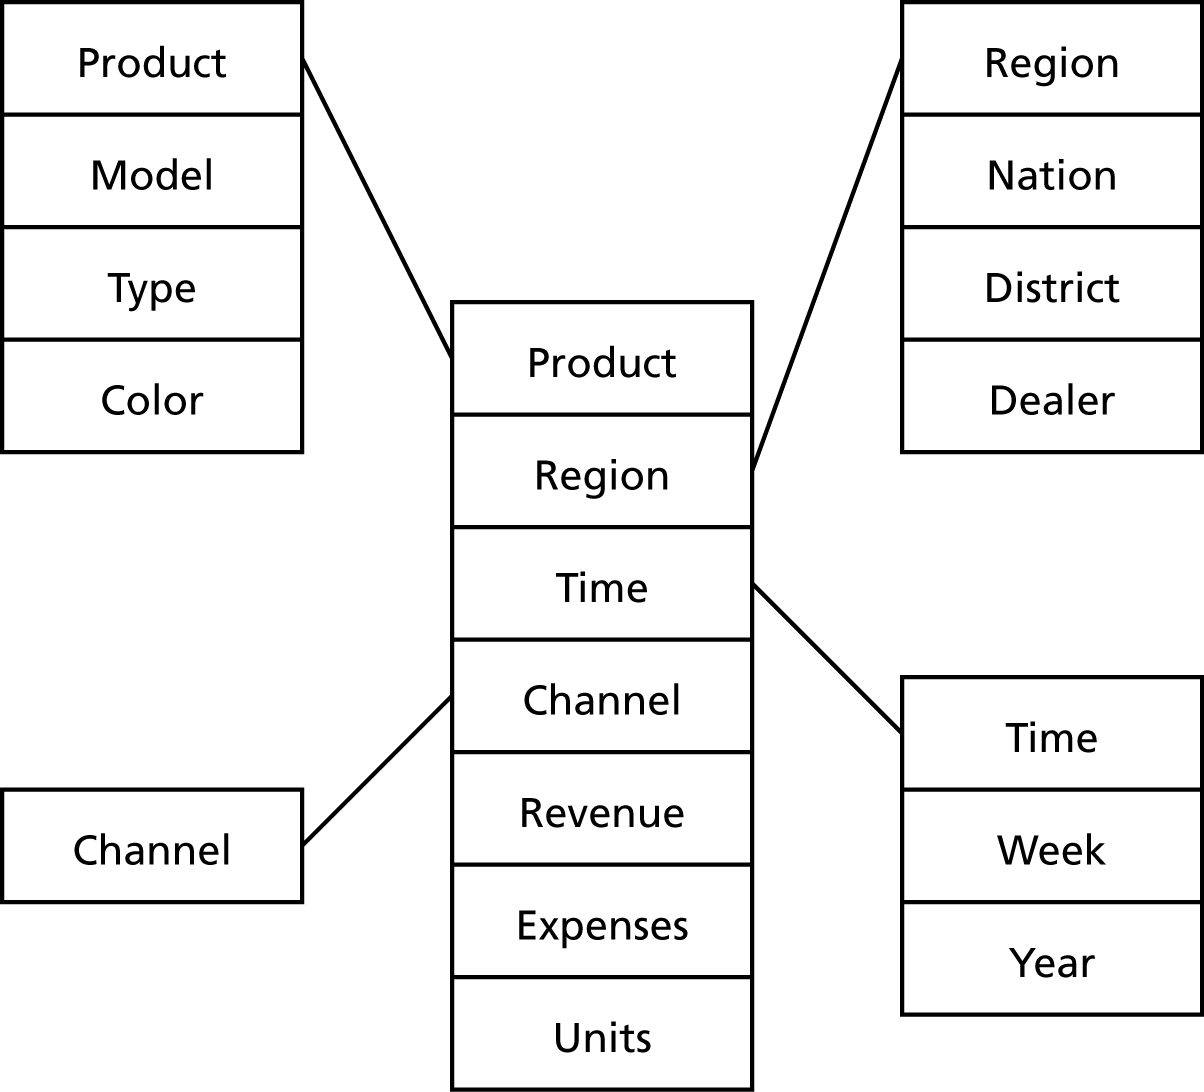 Product
Model
Type
Color
Region
Nation
District
Dealer
Product
Region
Time
Channel
Revenue
Expenses
Units
Channel
Time
Week
Year